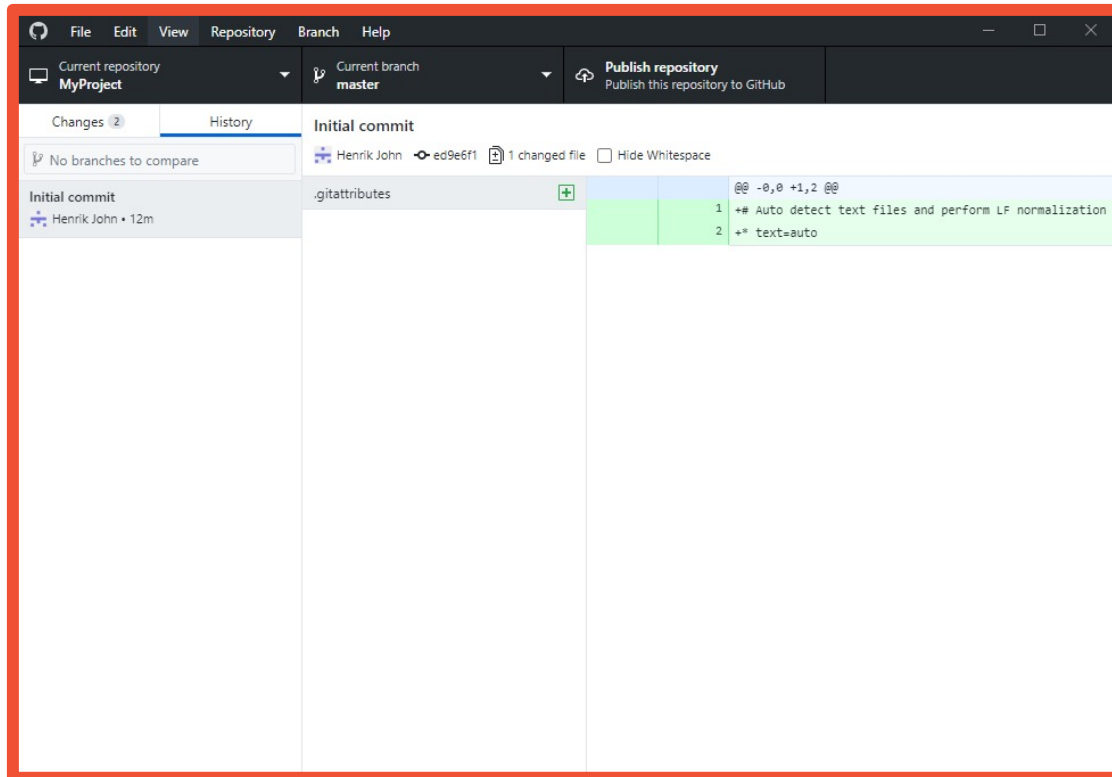 File Edit View Repository Branch Help
Current repository
MyProject
Current branch
master
Publish repository
Publish this repository to GitHub
Changes 2 History
No branches to compare
Initial commit
Henrik John • 12m
Initial commit
Henrik John ed9e6f1 1 changed file Hide Whitespace
.gitattributes
@@ -0,0 +1,2 @@
1 +# Auto detect text files and perform LF normalization
2 +* text=auto